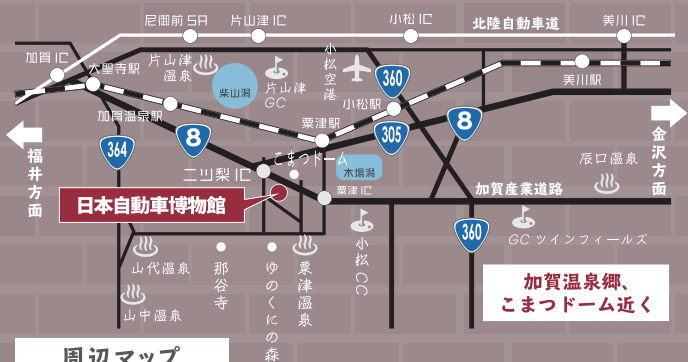 尼御前SA
片山津IC
小松IC
北陸自動車道
美川IC
加賀IC
大聖寺駅
片山津
温泉
柴山潟
片山津
GC
小松空港
360
小松駅
美川駅
加賀温泉駅
粟津駅
8
305
8
364
福井方面
金沢方面
二ツ梨IC
こまつドーム
木場潟
粟津IC
辰口温泉
加賀産業道路
日本自動車博物館
小松CC
360
GCツインフィールズ
山代温泉
那谷寺
ゆのくにの森
粟津温泉
山中温泉
加賀温泉郷、
こまつドーム近く
周辺マップ